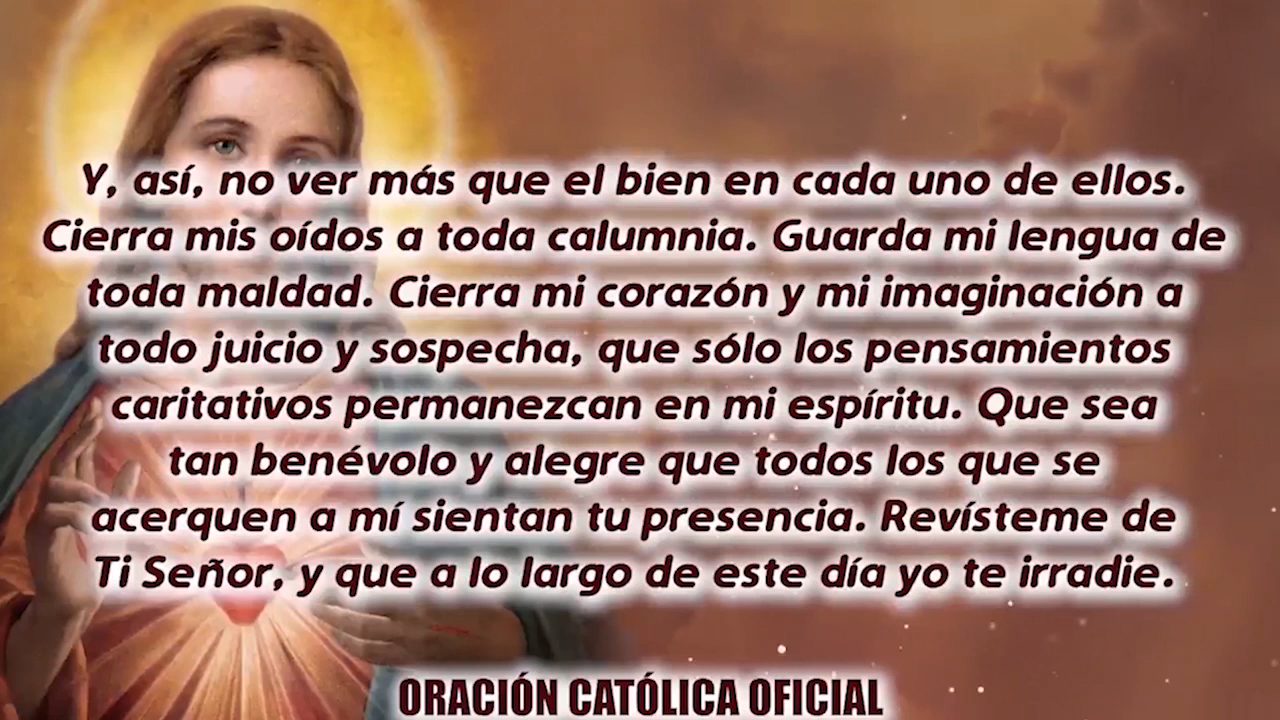 Y, así, no ver más que el bien en cada uno de ellos.
Cierra mis oídos a toda calumnia. Guarda mi lengua de
toda maldad. Cierra mi corazón y mi imaginación a
todo juicio y sospecha, que sólo los pensamientos
caritativos permanezcan en mi espíritu. Que sea
tan benévolo y alegre que todos los que se
acerquen a mí sientan tu presencia. Revísteme de
Ti Señor, y que a lo largo de este día yo te irradie.
ORACIÓN CATÓLICA OFICIAL